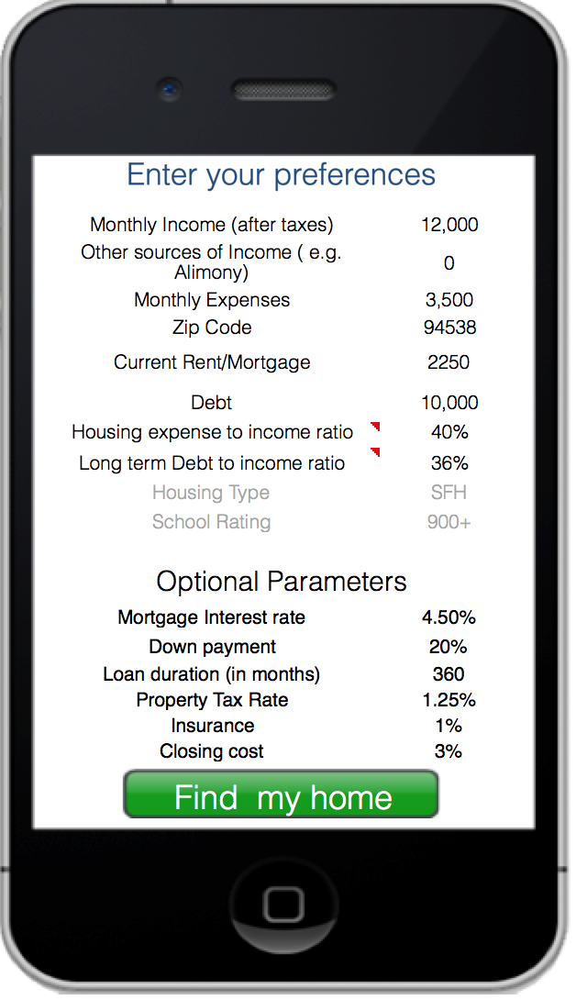 Enter your preferences
Monthly Income (after taxes) 12,000
Other sources of Income ( e.g.
Alimony) 0
Monthly Expenses 3,500
Zip Code 94538
Current Rent/Mortgage 2250
Debt 10,000
Housing expense to income ratio 40%
Long term Debt to income ratio 36%
Housing Type SFH
School Rating 900+
Optional Parameters
Mortgage Interest rate 4.50%
Down payment 20%
Loan duration (in months) 360
Property Tax Rate 1.25%
Insurance 1%
Closing cost 3%
Find my home